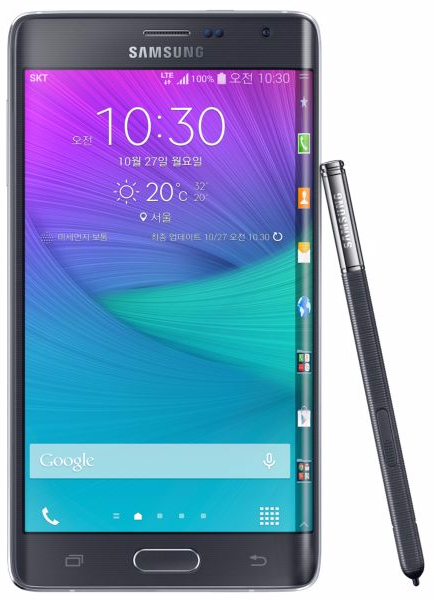 SAMSUNG
SKT LTE 100% 오전 10:30
오전 10:30
10월 27일 월요일
20°C 32° 20°
서울
미세먼지 보통 최종 업데이트 10/27 오전 10:30
Google
SAMSUNG